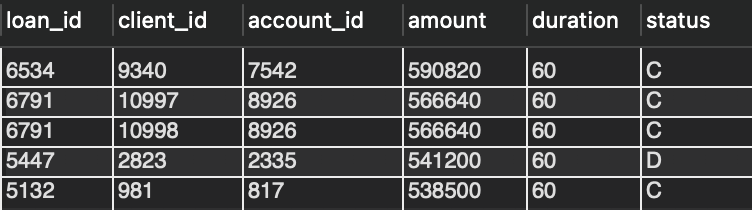 loan_id client_id account_id amount duration status
6534 9340 7542 590820 60 C
6791 10997 8926 566640 60 C
6791 10998 8926 566640 60 C
5447 2823 2335 541200 60 D
5132 981 817 538500 60 C